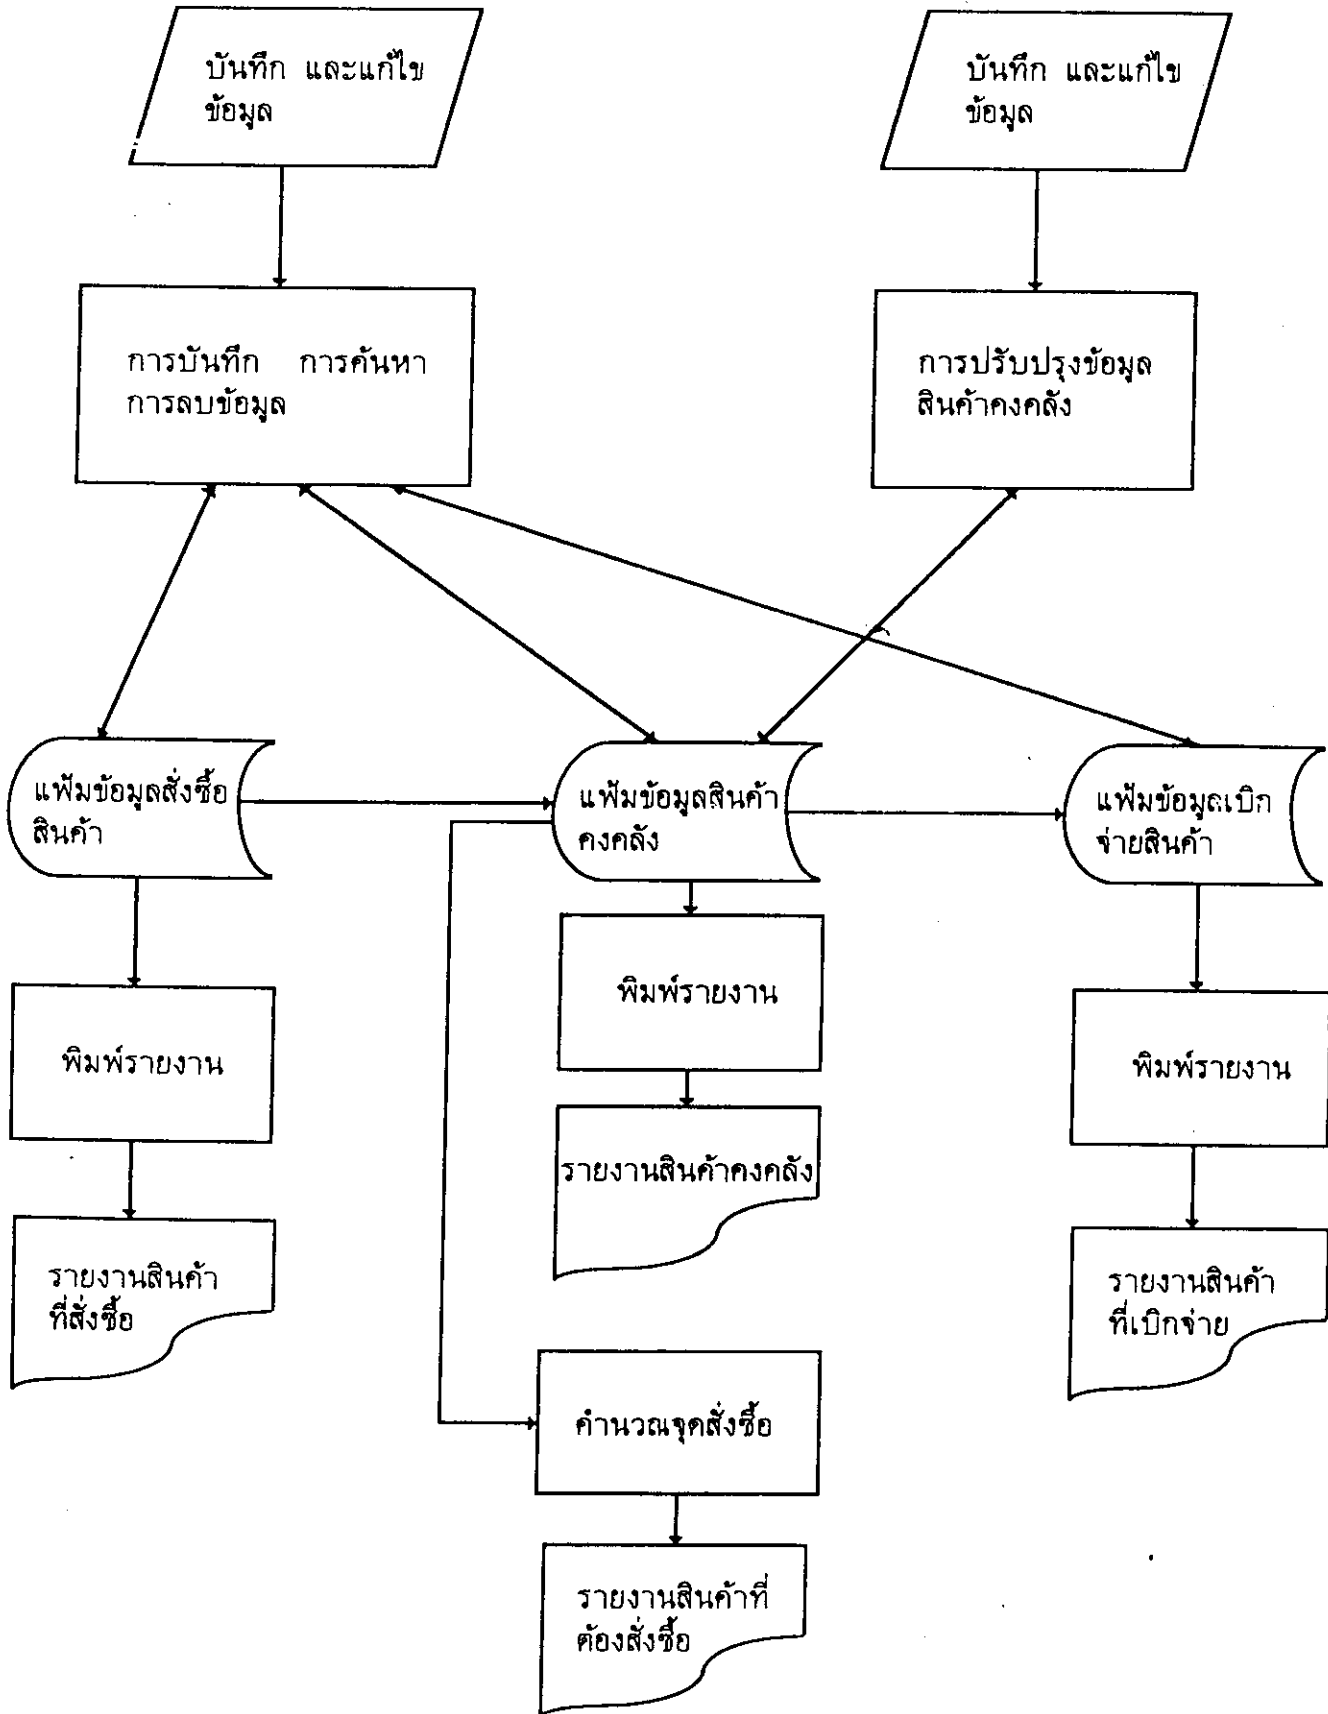 บันทึก และแก้ไข
ข้อมูล
บันทึก และแก้ไข
ข้อมูล
การบันทึก การค้นหา
การลบข้อมูล
การปรับปรุงข้อมูล
สินค้าคงคลัง
แฟ้มข้อมูลสั่งซื้อ
สินค้า
แฟ้มข้อมูลสินค้า
คงคลัง
แฟ้มข้อมูลเบิก
จ่ายสินค้า
พิมพ์รายงาน
พิมพ์รายงาน
พิมพ์รายงาน
รายงานสินค้าคงคลัง
รายงานสินค้า
ที่สั่งซื้อ
รายงานสินค้า
ที่เบิกจ่าย
คำนวณจุดสั่งซื้อ
รายงานสินค้าที่
ต้องสั่งซื้อ